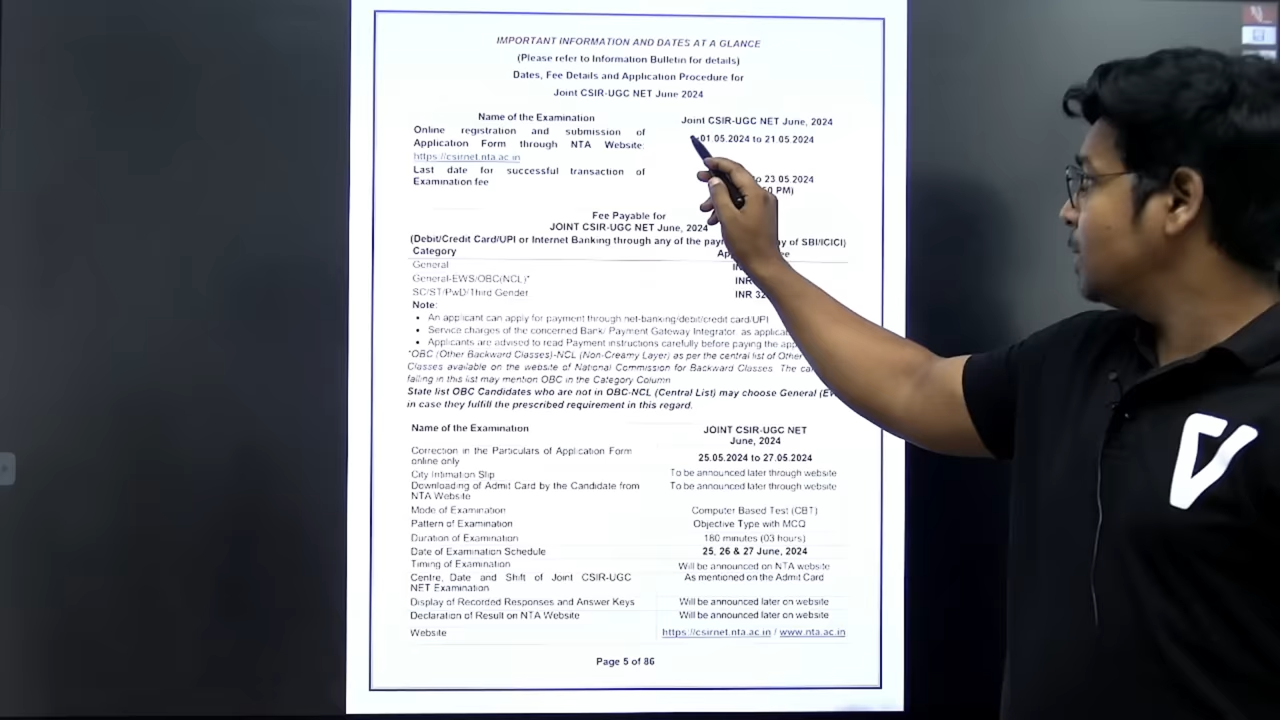 IMPORTANT INFORMATION AND DATES AT A GLANCE
(Please refer to Information Bulletin for details)
Dates, Fee Details and Application Procedure for
Joint CSIR-UGC NET June 2024
Name of the Examination
Joint CSIR-UGC NET June, 2024
Online registration and submission of
Application Form through NTA Website:
https://csirnet.nta.ac.in
01.05.2024 to 21 05 2024
Last date for successful transaction of
Examination fee
23 05 2024
PM)
Fee Payable for
JOINT CSIR-UGC NET June, 2024
(Debit/Credit Card/UPI or Internet Banking through any of the of SBI/ICICI)
Category
General
General-EWS/OBC(NCL)*
INR
SC/ST/PwD/Third Gender
INR
Note:
• An applicant can apply for payment through net-banking/debit/credit card/UPI
• Service charges of the concerned Bank/ Payment Gateway Integrator as
• Applicants are advised to read Payment instructions carefully before paying the
*OBC (Other Backward Classes)-NCL (Non-Creamy Layer) as per the central list of Other
Classes available on the website of National Commission for Backward Classes. The
falling in this list may mention OBC in the Category Column
State list OBC Candidates who are not in OBC-NCL (Central List) may choose General
in case they fulfill the prescribed requirement in this regard.
Name of the Examination
JOINT CSIR-UGC NET
June, 2024
Correction in the Particulars of Application Form
online only
25.05.2024 to 27.05.2024
City Intimation Slip
To be announced later through website
Downloading of Admit Card by the Candidate from
NTA Website
To be announced later through website
Mode of Examination
Computer Based Test (CBT)
Pattern of Examination
Objective Type with MCQ
Duration of Examination
180 minutes (03 hours)
Date of Examination Schedule
25, 26 & 27 June, 2024
Timing of Examination
Will be announced on NTA website
Centre, Date and Shift of Joint CSIR-UGC
NET Examination
As mentioned on the Admit Card
Display of Recorded Responses and Answer Keys
Will be announced later on website
Declaration of Result on NTA Website
Will be announced later on website
Website
https://csirnet.nta.ac.in / www.nta.ac.in
Page 5 of 86